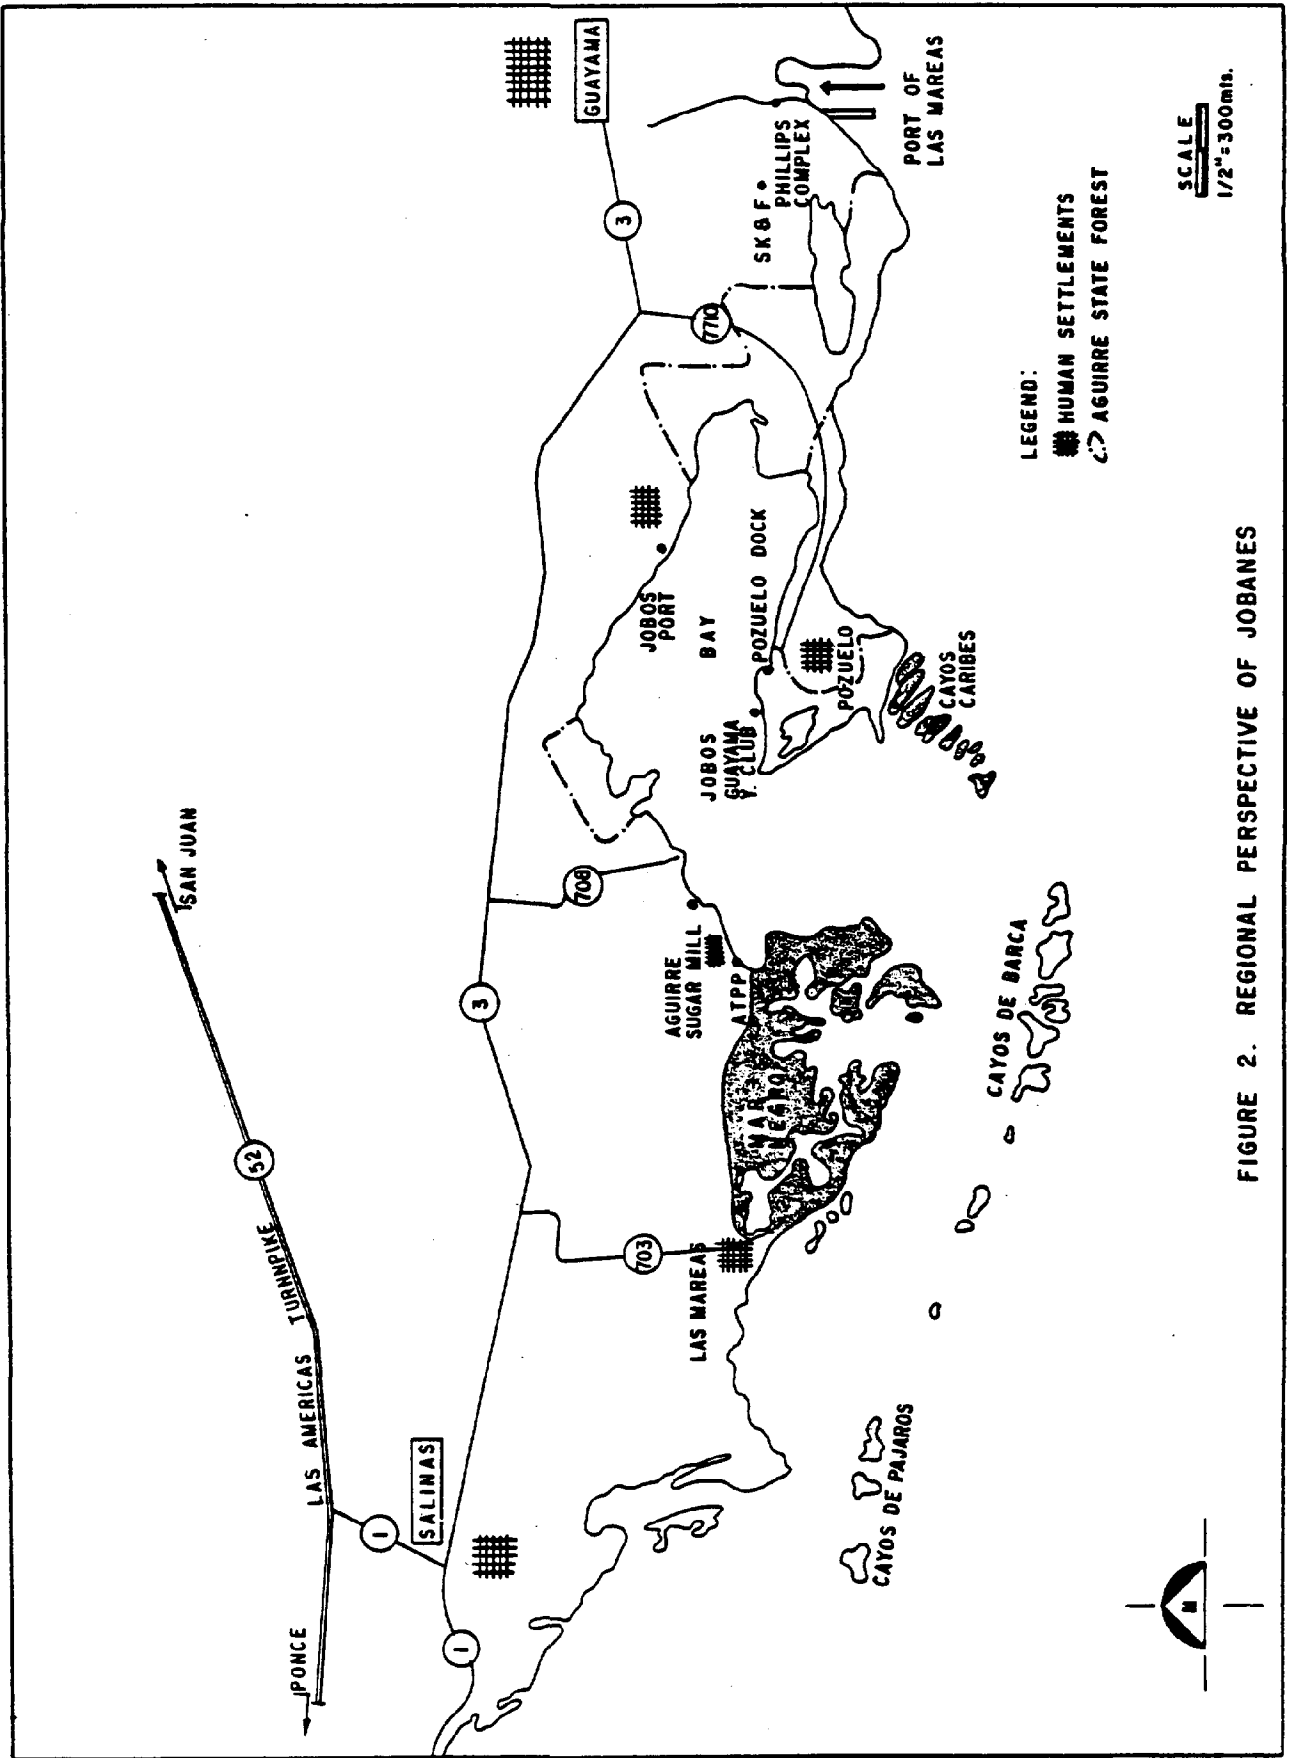 SAN JUAN
52
LAS AMERICAS TURNNPIKE
PONCE
1
SALINAS
1
3
GUAYAMA
3
7710
708
703
SK&F
PHILLIPS
COMPLEX
PORT OF
LAS MAREAS
JOBOS
PORT
BAY
POZUELO DOCK
POZUELO
JOBOS
GUAYAMA
Y. CLUB
CAYOS
CARIBES
AGUIRRE
SUGAR MILL
ATPP
MAR
NEGRO
LAS MAREAS
CAYOS DE BARCA
CAYOS DE PAJAROS
LEGEND:
HUMAN SETTLEMENTS
AGUIRRE STATE FOREST
SCALE
1/2"=300mts.
N
FIGURE 2. REGIONAL PERSPECTIVE OF JOBANES